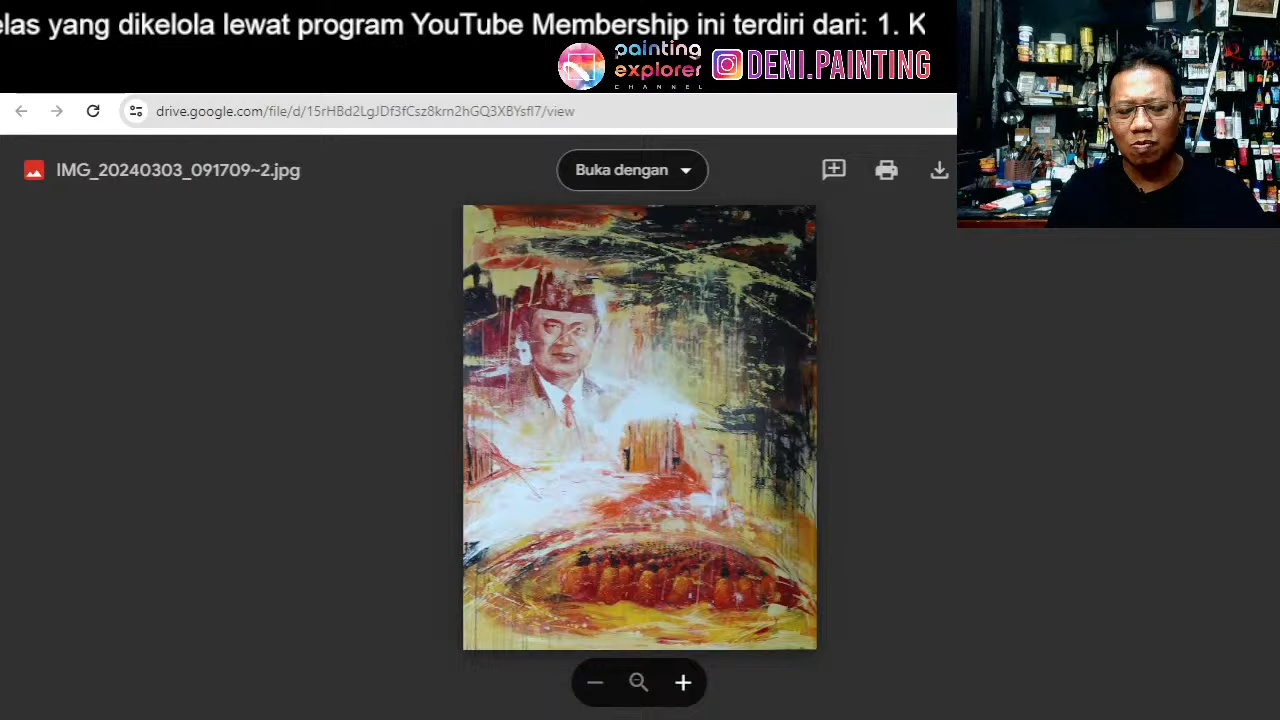 elas yang dikelola lewat program YouTube Membership ini terdiri dari: 1. K
painting
explorer
CHANNEL
DENI.PAINTING
drive.google.com/file/d/15rHBd2LgJDf3fCsz8krn2hGQ3XBYsfl7/view
IMG_20240303_091709~2.jpg
Buka dengan